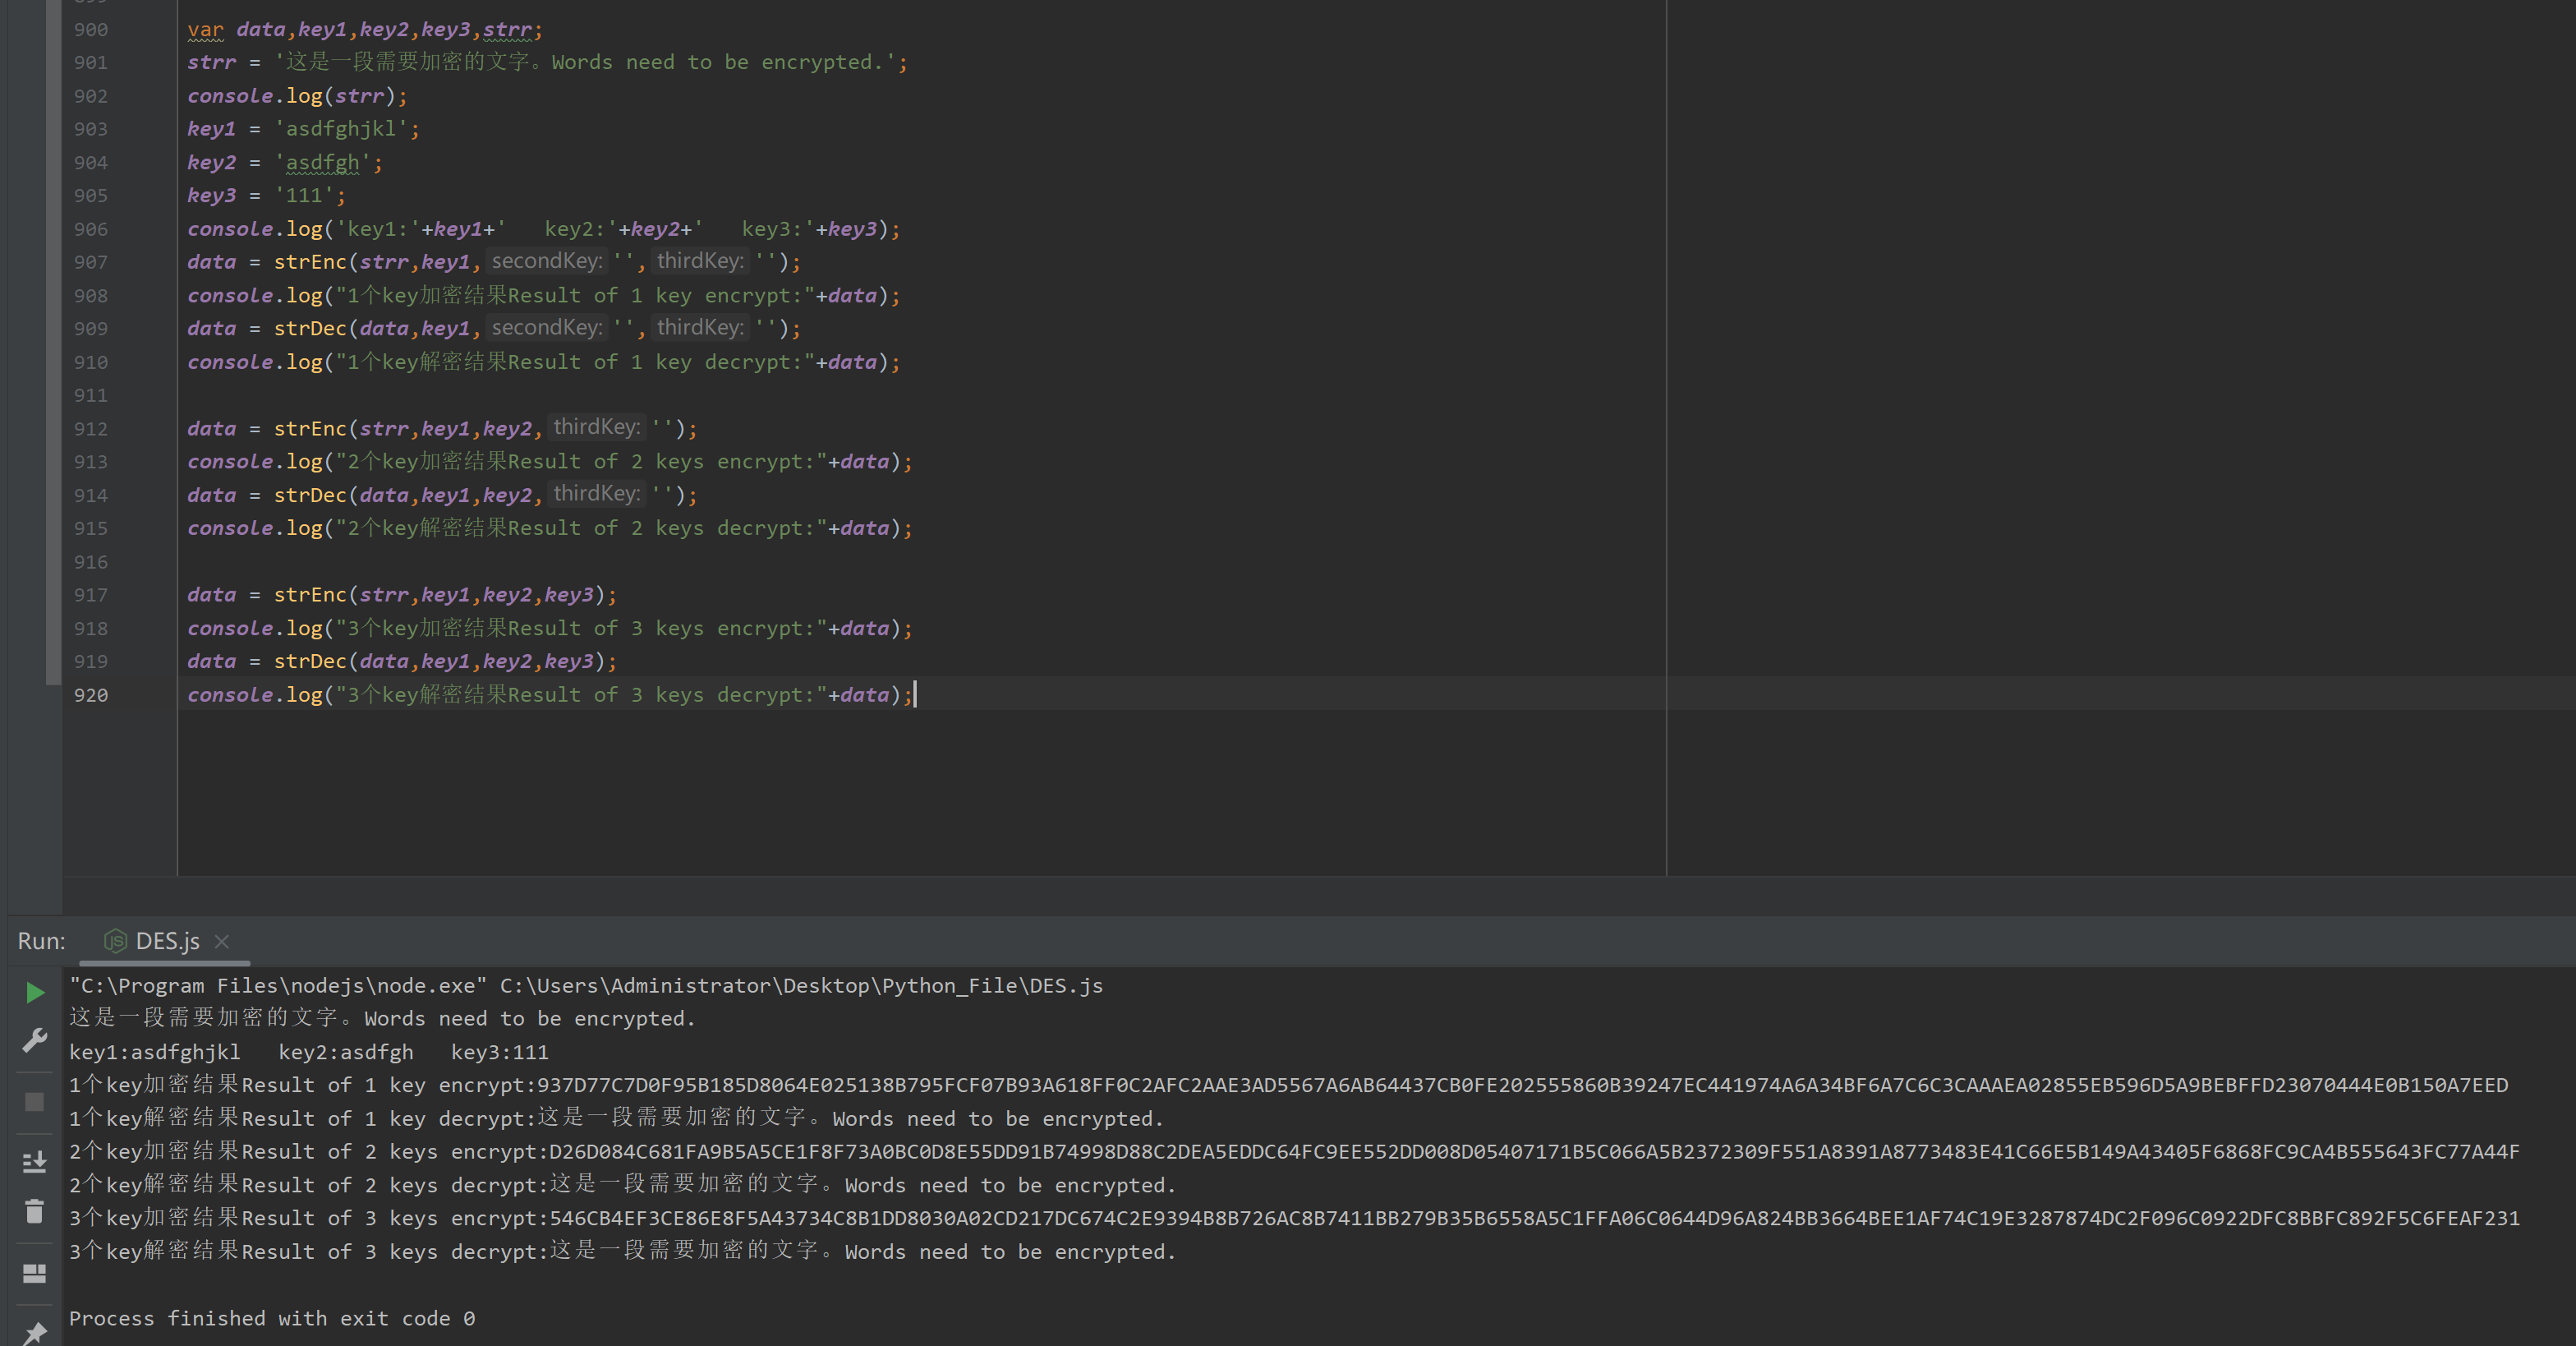 900 var data,key1,key2,key3,strr;
901 strr = '这是一段需要加密的文字。Words need to be encrypted.';
902 console.log(strr);
903 key1 = 'asdfghjkl';
904 key2 = 'asdfgh';
905 key3 = '111';
906 console.log('key1:'+key1+'   key2:'+key2+'   key3:'+key3);
907 data = strEnc(strr,key1, secondKey: '', thirdKey: '');
908 console.log("1个key加密结果Result of 1 key encrypt:"+data);
909 data = strDec(data,key1, secondKey: '', thirdKey: '');
910 console.log("1个key解密结果Result of 1 key decrypt:"+data);
911
912 data = strEnc(strr,key1,key2, thirdKey: '');
913 console.log("2个key加密结果Result of 2 keys encrypt:"+data);
914 data = strDec(data,key1,key2, thirdKey: '');
915 console.log("2个key解密结果Result of 2 keys decrypt:"+data);
916
917 data = strEnc(strr,key1,key2,key3);
918 console.log("3个key加密结果Result of 3 keys encrypt:"+data);
919 data = strDec(data,key1,key2,key3);
920 console.log("3个key解密结果Result of 3 keys decrypt:"+data);
Run: DES.js
"C:\Program Files\nodejs\node.exe" C:\Users\Administrator\Desktop\Python_File\DES.js
这是一段需要加密的文字。Words need to be encrypted.
key1:asdfghjkl   key2:asdfgh   key3:111
1个key加密结果Result of 1 key encrypt:937D77C7D0F95B185D8064E025138B795FCF07B93A618FF0C2AFC2AAE3AD5567A6AB64437CB0FE202555860B39247EC441974A6A34BF6A7C6C3CAAAEA02855EB596D5A9BEBFFD23070444E0B150A7EED
1个key解密结果Result of 1 key decrypt:这是一段需要加密的文字。Words need to be encrypted.
2个key加密结果Result of 2 keys encrypt:D26D084C681FA9B5A5CE1F8F73A0BC0D8E55DD91B74998D88C2DEA5EDDC64FC9EE552DD008D05407171B5C066A5B2372309F551A8391A8773483E41C66E5B149A43405F6868FC9CA4B555643FC77A44F
2个key解密结果Result of 2 keys decrypt:这是一段需要加密的文字。Words need to be encrypted.
3个key加密结果Result of 3 keys encrypt:546CB4EF3CE86E8F5A43734C8B1DD8030A02CD217DC674C2E9394B8B726AC8B7411BB279B35B6558A5C1FFA06C0644D96A824BB3664BEE1AF74C19E3287874DC2F096C0922DFC8BBFC892F5C6FEAF231
3个key解密结果Result of 3 keys decrypt:这是一段需要加密的文字。Words need to be encrypted.
Process finished with exit code 0